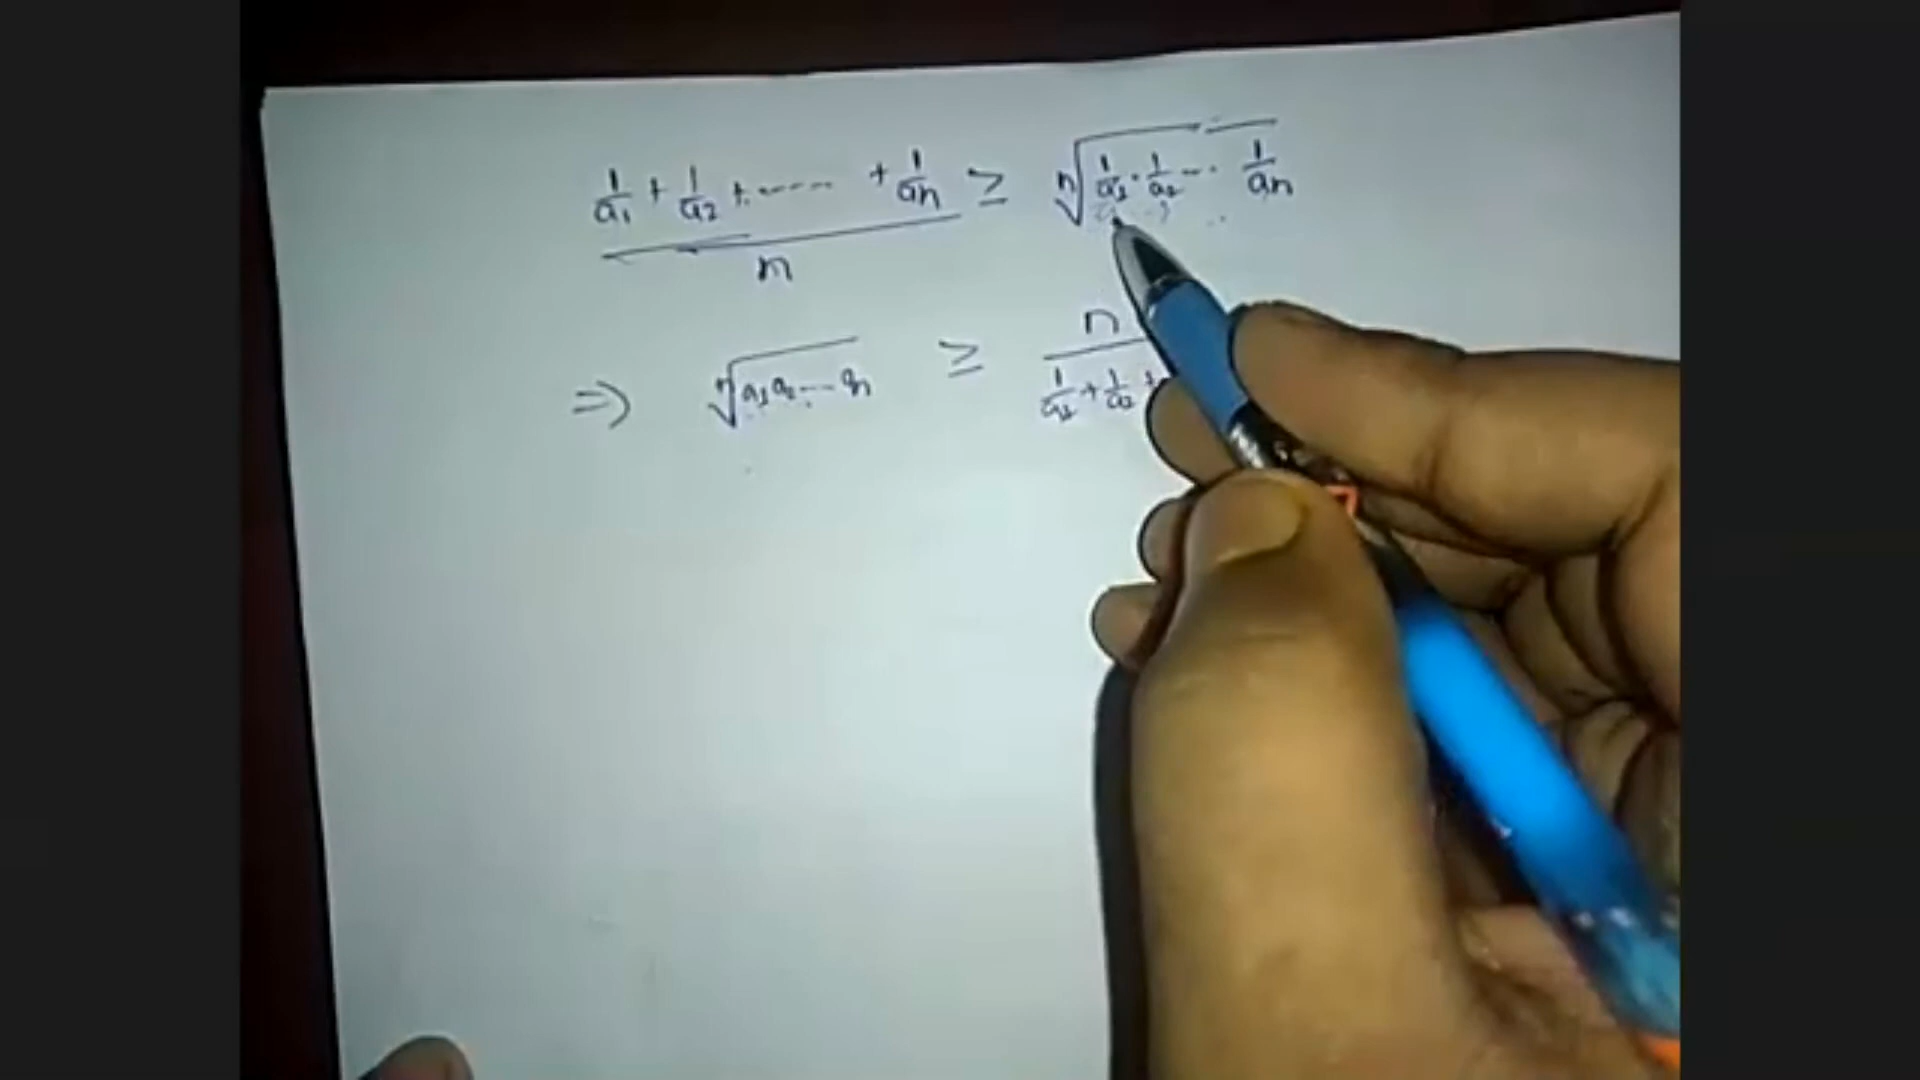 (1/a₁ + 1/a₂ + ...... + 1/aₙ)/n ≥ ⁿ√(1/a₁ · 1/a₂ ... 1/aₙ)
⇒ ⁿ√(a₁a₂...aₙ) ≥ n/(1/a₁ + 1/a₂ +